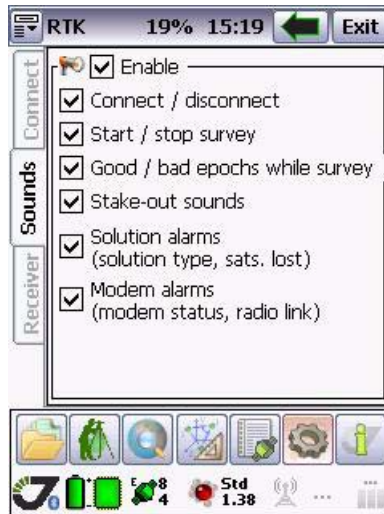 RTK 19% 15:19 Exit
Connect
Sounds
Receiver
Enable
Connect / disconnect
Start / stop survey
Good / bad epochs while survey
Stake-out sounds
Solution alarms
(solution type, sats. lost)
Modem alarms
(modem status, radio link)
0 E 8 4 Std 1.38 ...